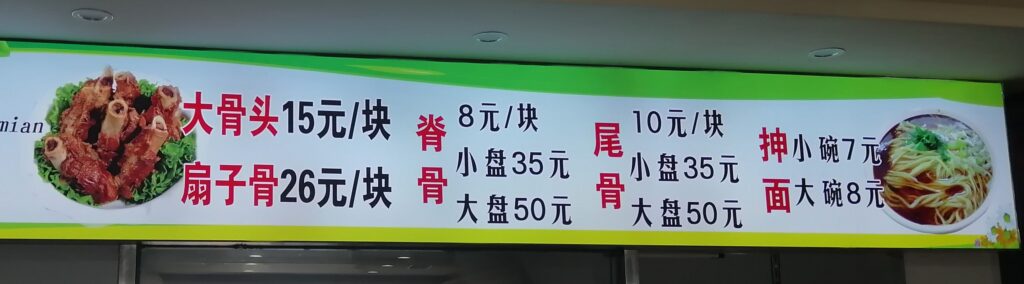 mian
大骨头15元/块
扇子骨26元/块
脊骨
8元/块
小盘35元
大盘50元
尾骨
10元/块
小盘35元
大盘50元
抻面
小碗7元
大碗8元